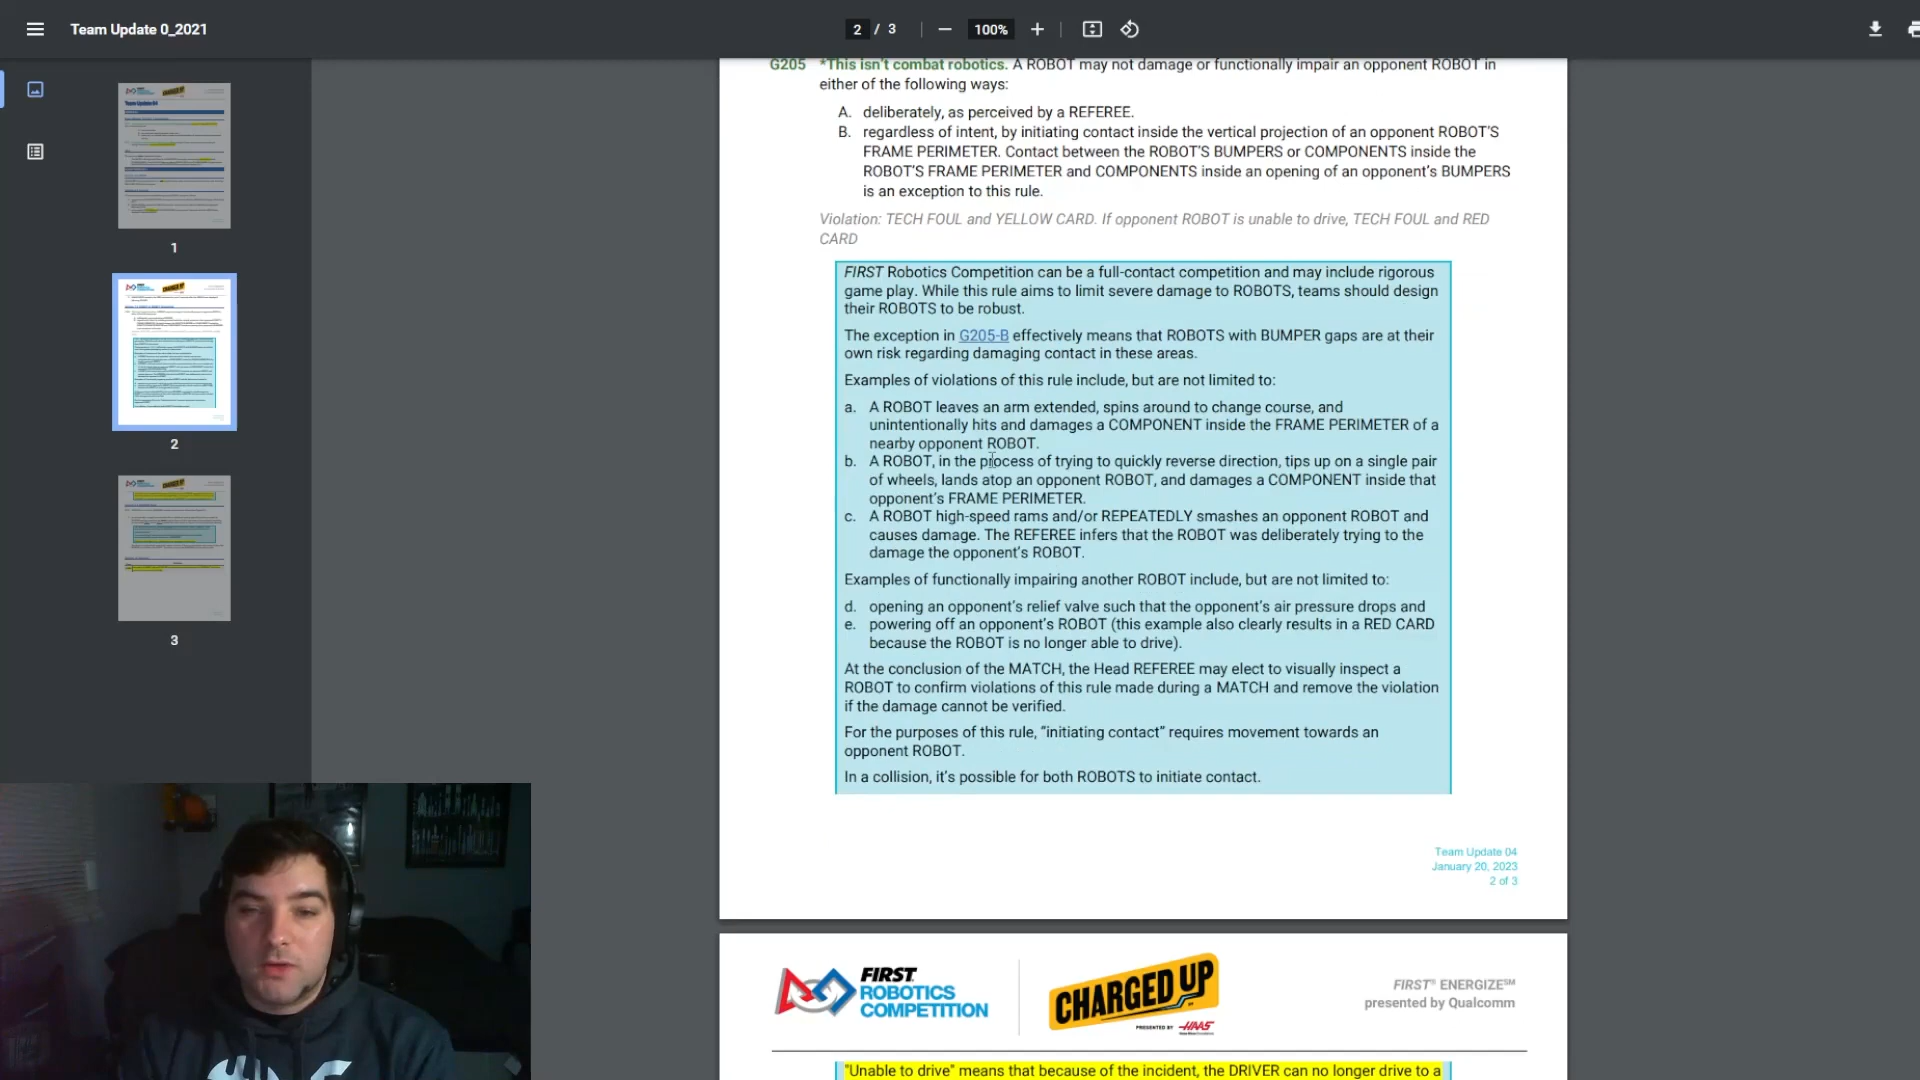 Team Update 0_2021
2 / 3
100%
1
2
3
G205 *This isn't combat robotics. A ROBOT may not damage or functionally impair an opponent ROBOT in
either of the following ways:
A. deliberately, as perceived by a REFEREE.
B. regardless of intent, by initiating contact inside the vertical projection of an opponent ROBOT'S
FRAME PERIMETER. Contact between the ROBOT'S BUMPERS or COMPONENTS inside the
ROBOT'S FRAME PERIMETER and COMPONENTS inside an opening of an opponent's BUMPERS
is an exception to this rule.
Violation: TECH FOUL and YELLOW CARD. If opponent ROBOT is unable to drive, TECH FOUL and RED
CARD
FIRST Robotics Competition can be a full-contact competition and may include rigorous
game play. While this rule aims to limit severe damage to ROBOTS, teams should design
their ROBOTS to be robust.
The exception in G205-B effectively means that ROBOTS with BUMPER gaps are at their
own risk regarding damaging contact in these areas.
Examples of violations of this rule include, but are not limited to:
a. A ROBOT leaves an arm extended, spins around to change course, and
unintentionally hits and damages a COMPONENT inside the FRAME PERIMETER of a
nearby opponent ROBOT.
b. A ROBOT, in the process of trying to quickly reverse direction, tips up on a single pair
of wheels, lands atop an opponent ROBOT, and damages a COMPONENT inside that
opponent's FRAME PERIMETER.
c. A ROBOT high-speed rams and/or REPEATEDLY smashes an opponent ROBOT and
causes damage. The REFEREE infers that the ROBOT was deliberately trying to the
damage the opponent's ROBOT.
Examples of functionally impairing another ROBOT include, but are not limited to:
d. opening an opponent's relief valve such that the opponent's air pressure drops and
e. powering off an opponent's ROBOT (this example also clearly results in a RED CARD
because the ROBOT is no longer able to drive).
At the conclusion of the MATCH, the Head REFEREE may elect to visually inspect a
ROBOT to confirm violations of this rule made during a MATCH and remove the violation
if the damage cannot be verified.
For the purposes of this rule, "initiating contact" requires movement towards an
opponent ROBOT.
In a collision, it's possible for both ROBOTS to initiate contact.
Team Update 04
January 20, 2023
2 of 3
FIRST
ROBOTICS
COMPETITION
CHARGED UP
PRESENTED BY HAAS
FIRST® ENERGIZE℠
presented by Qualcomm
"Unable to drive" means that because of the incident, the DRIVER can no longer drive to a